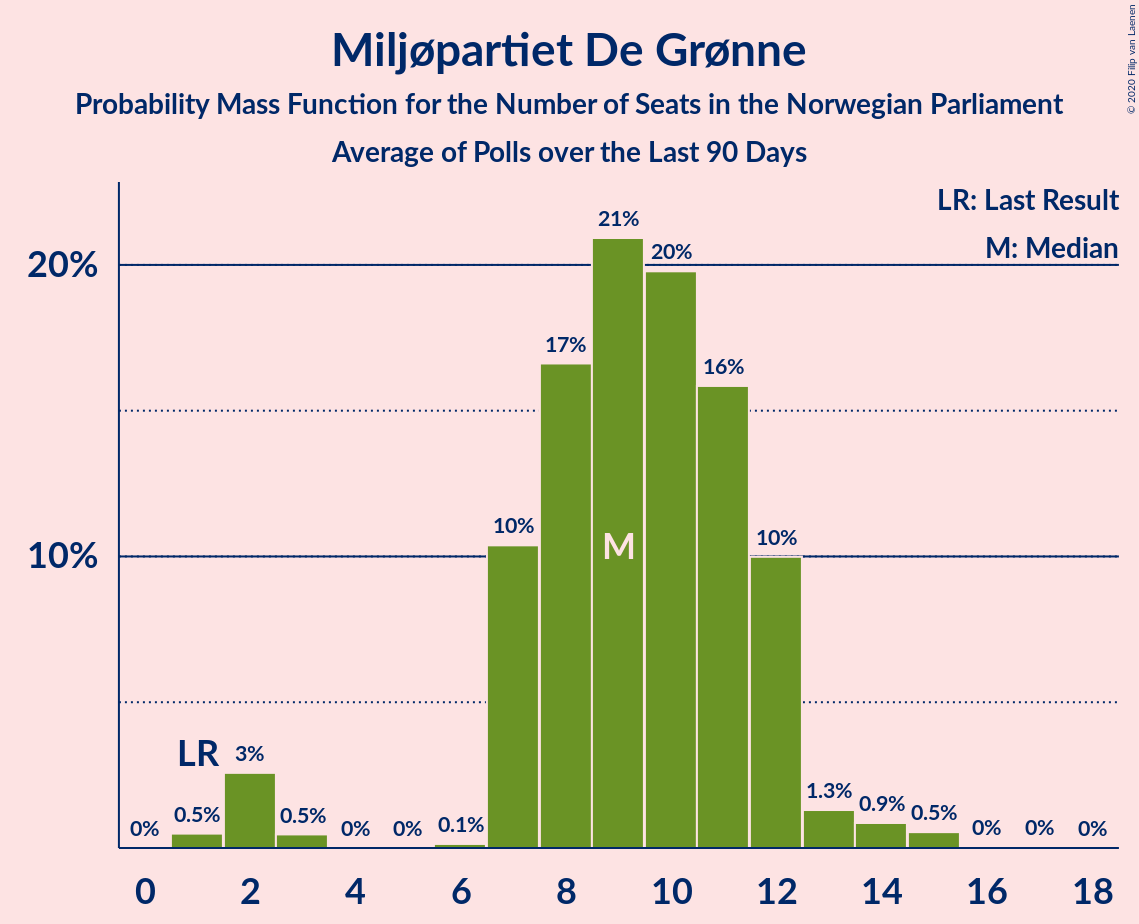 Miljøpartiet De Grønne
Probability Mass Function for the Number of Seats in the Norwegian Parliament
Average of Polls over the Last 90 Days
© 2020 Filip van Laenen
LR: Last Result
M: Median
20%
10%
0%
0.5%
3%
0.5%
0%
0%
0.1%
10%
17%
21%
20%
16%
10%
1.3%
0.9%
0.5%
0%
0%
0%
LR
M
0 2 4 6 8 10 12 14 16 18